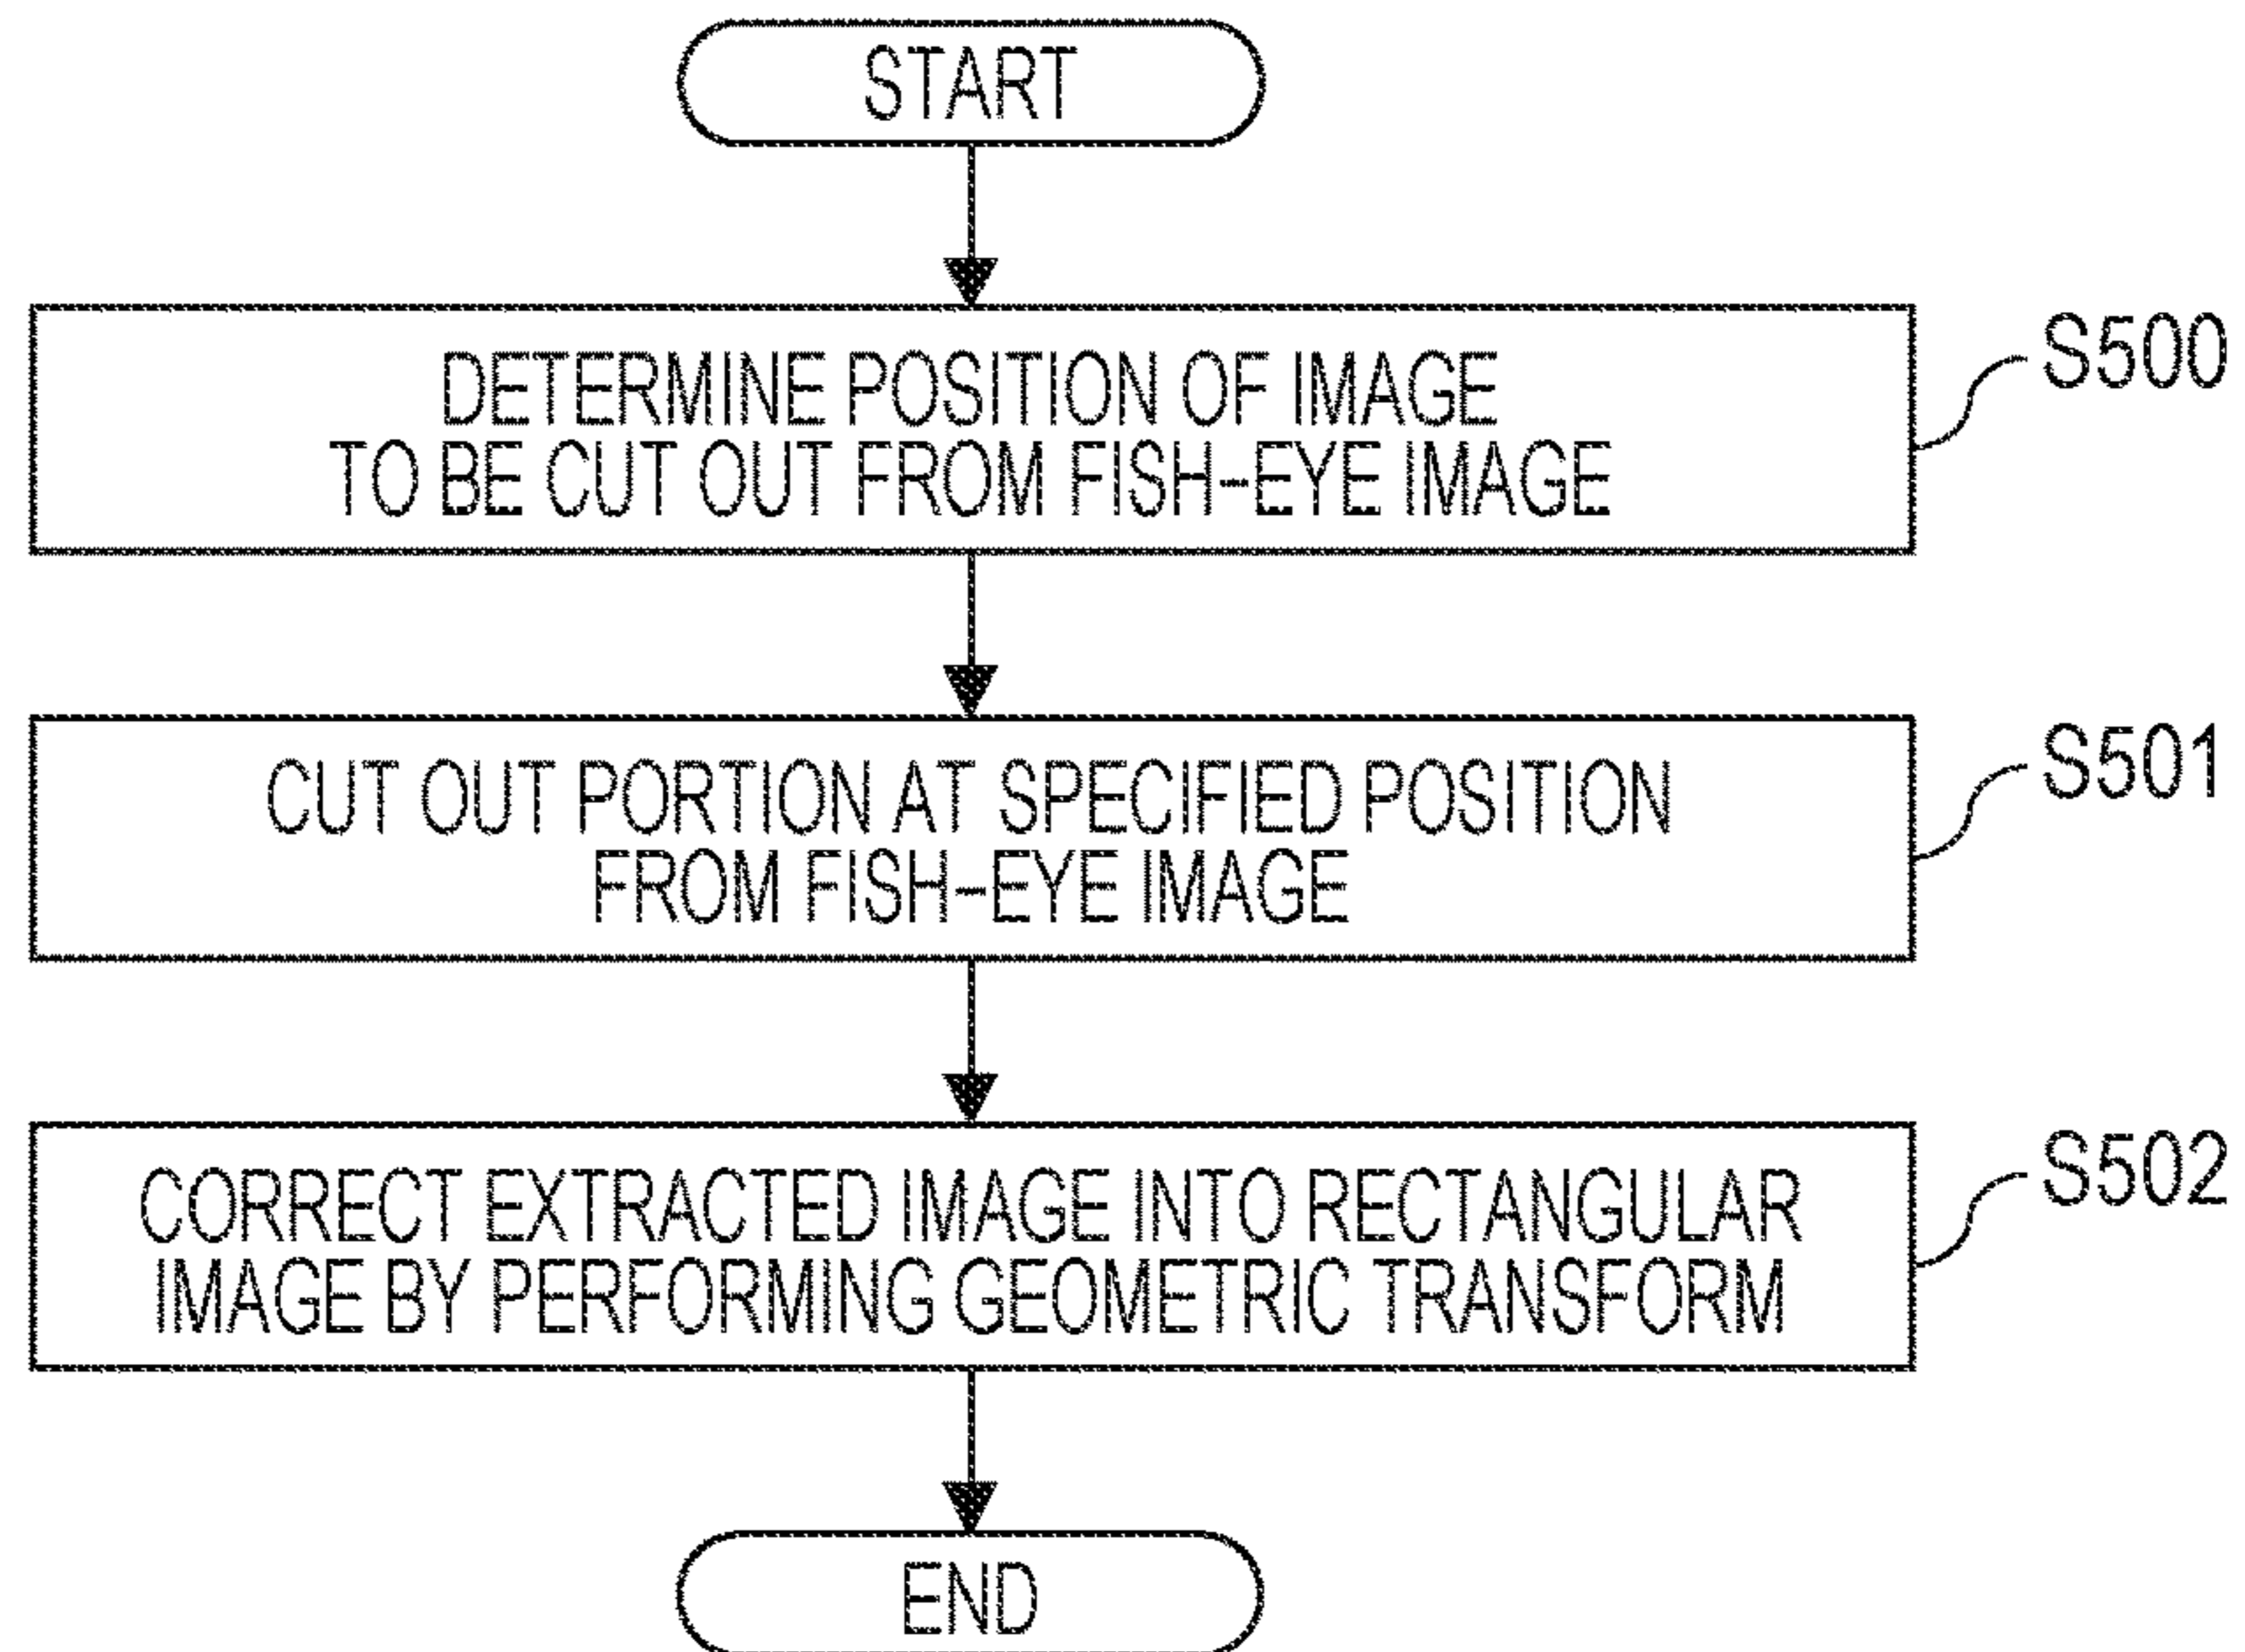 START
DETERMINE POSITION OF IMAGE
TO BE CUT OUT FROM FISH-EYE IMAGE
S500
CUT OUT PORTION AT SPECIFIED POSITION
FROM FISH-EYE IMAGE
S501
CORRECT EXTRACTED IMAGE INTO RECTANGULAR
IMAGE BY PERFORMING GEOMETRIC TRANSFORM
S502
END